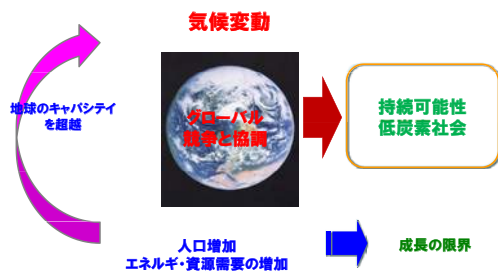 気候変動
地球のキャパシテイ
を超越
グローバル
競争と協調
持続可能性
低炭素社会
人口増加
エネルギ・資源需要の増加
成長の限界